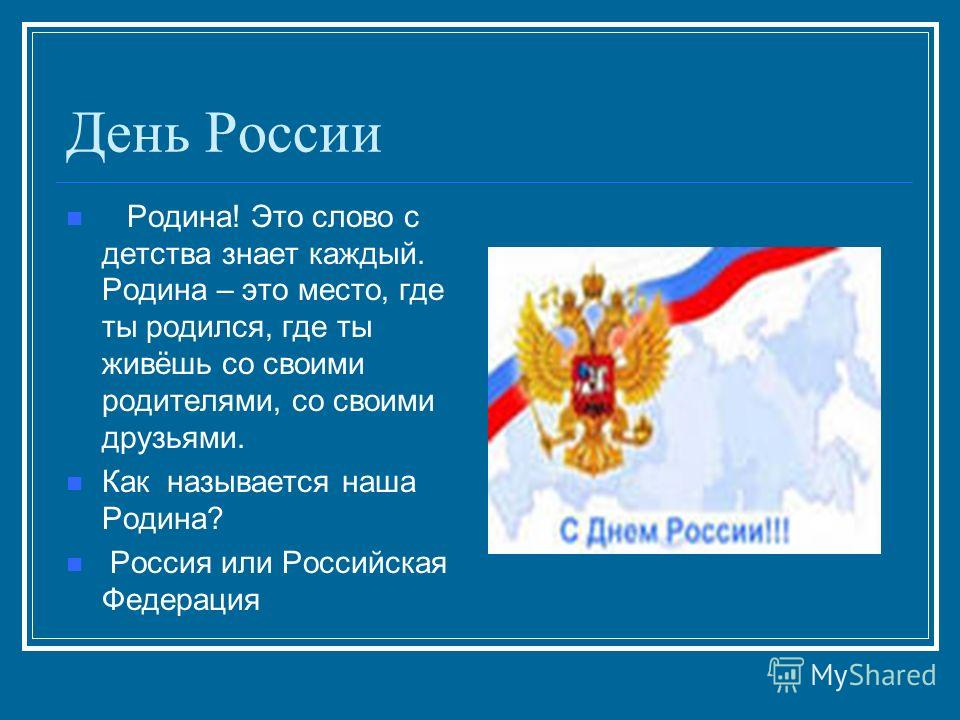 День России
Родина! Это слово с
детства знает каждый.
Родина – это место, где
ты родился, где ты
живёшь со своими
родителями, со своими
друзьями.
Как называется наша
Родина?
Россия или Российская
Федерация
С Днем России!!!
MyShared